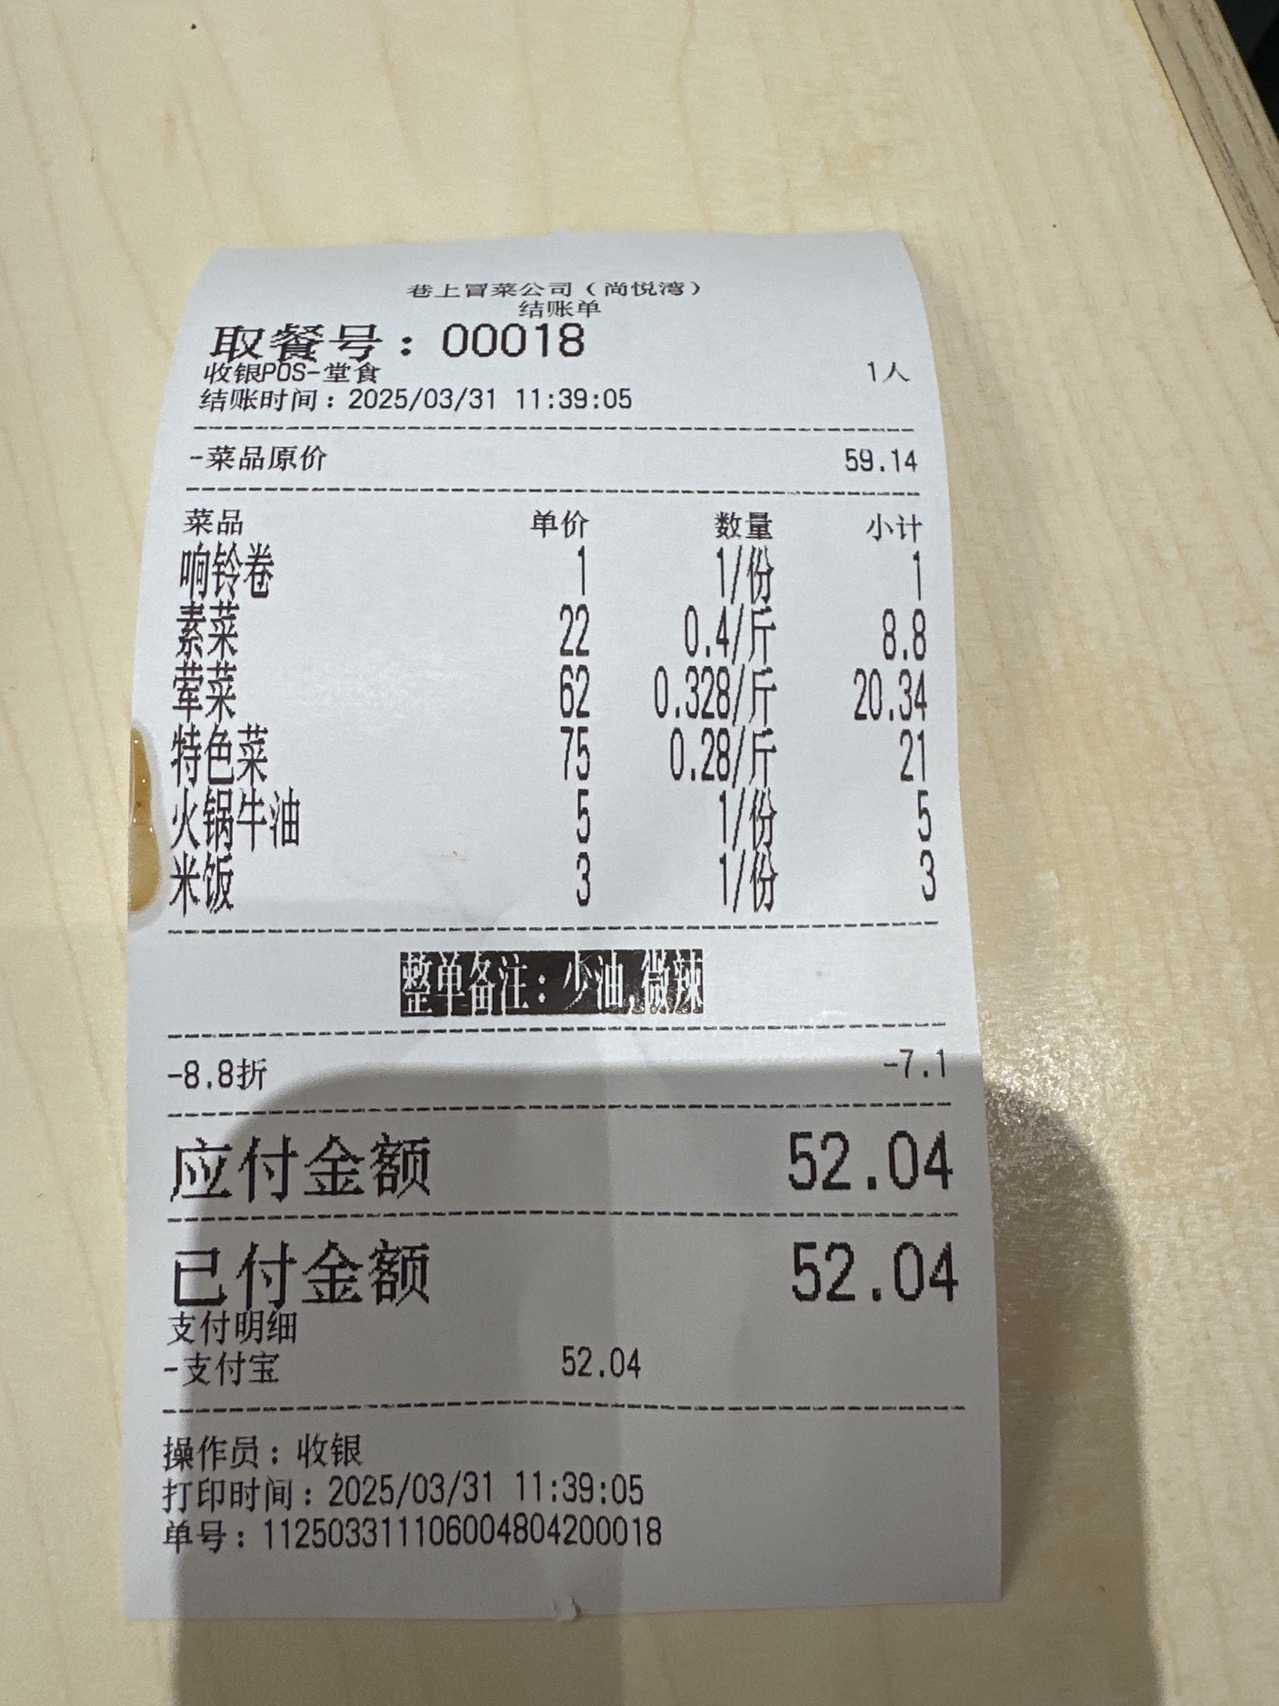 巷上冒菜公司（尚悦湾）
结账单
取餐号：00018
收银POS-堂食 1人
结账时间：2025/03/31 11:39:05
-菜品原价 59.14
菜品 单价 数量 小计
响铃卷 1 1/份 1
素菜 22 0.4/斤 8.8
荤菜 62 0.328/斤 20.34
特色菜 75 0.28/斤 21
火锅牛油 5 1/份 5
米饭 3 1/份 3
整单备注：少油,微辣
-8.8折 -7.1
应付金额 52.04
已付金额 52.04
支付明细
-支付宝 52.04
操作员：收银
打印时间：2025/03/31 11:39:05
单号：112503311106004804200018